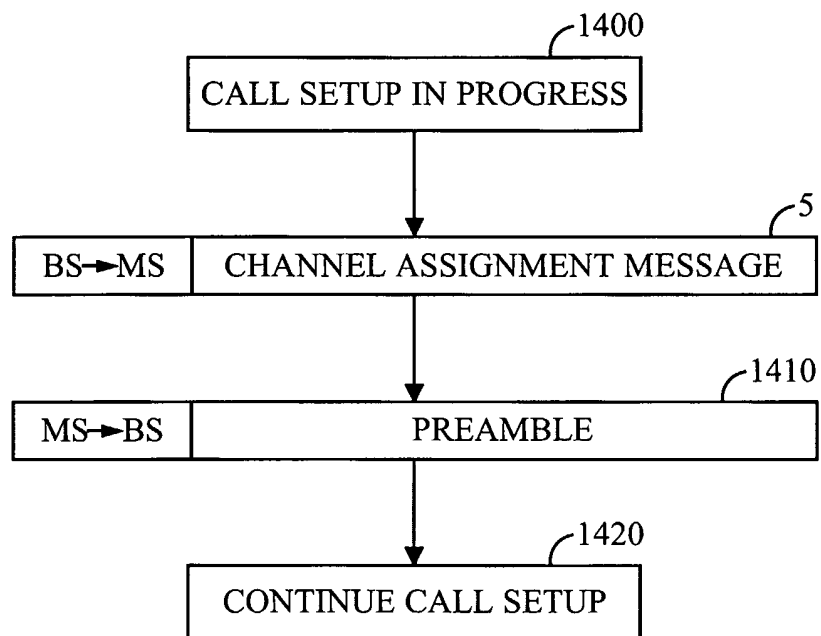 1400
CALL SETUP IN PROGRESS
5
BS→MS CHANNEL ASSIGNMENT MESSAGE
1410
MS→BS PREAMBLE
1420
CONTINUE CALL SETUP